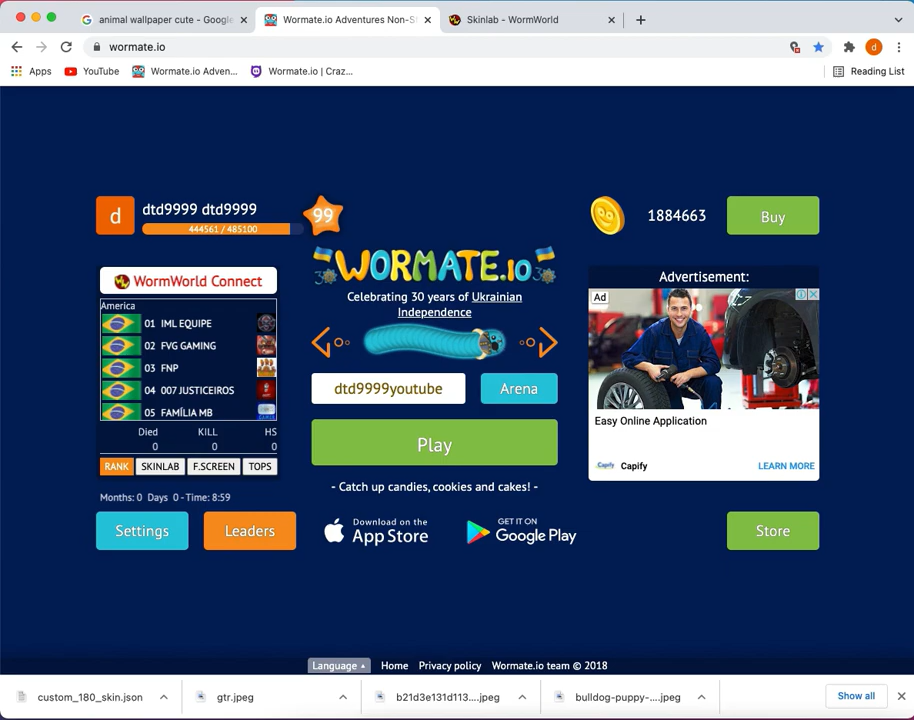 animal wallpaper cute - Google
Wormate.io Adventures Non-S
Skinlab - WormWorld
wormate.io
d
Apps
YouTube
Wormate.io Adven...
Wormate.io | Craz...
Reading List
d
dtd9999 dtd9999
444561 / 485100
99
1884663
Buy
WormWorld Connect
America
01 IML EQUIPE
02 FVG GAMING
03 FNP
04 007 JUSTICEIROS
05 FAMÍLIA MB
Died KILL HS
0 0 0
RANK SKINLAB F.SCREEN TOPS
Months: 0 Days 0 - Time: 8:59
Settings
Leaders
WORMATE.io
Celebrating 30 years of Ukrainian
Independence
dtd9999youtube
Arena
Play
- Catch up candies, cookies and cakes! -
Download on the
App Store
GET IT ON
Google Play
Advertisement:
Ad
Easy Online Application
Capify
Capify
LEARN MORE
Store
Language
Home
Privacy policy
Wormate.io team © 2018
custom_180_skin.json
gtr.jpeg
b21d3e131d113....jpeg
bulldog-puppy-....jpeg
Show all